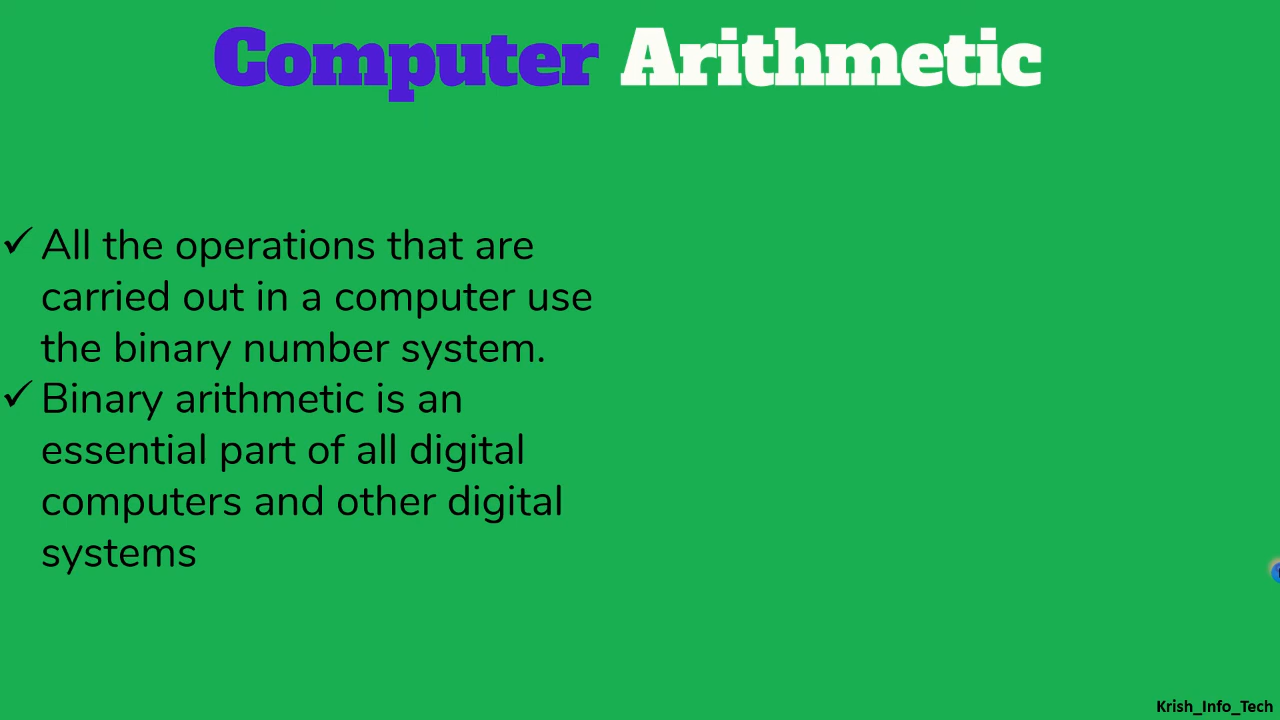 Computer Arithmetic
✓ All the operations that are
carried out in a computer use
the binary number system.
✓ Binary arithmetic is an
essential part of all digital
computers and other digital
systems
Krish_Info_Tech